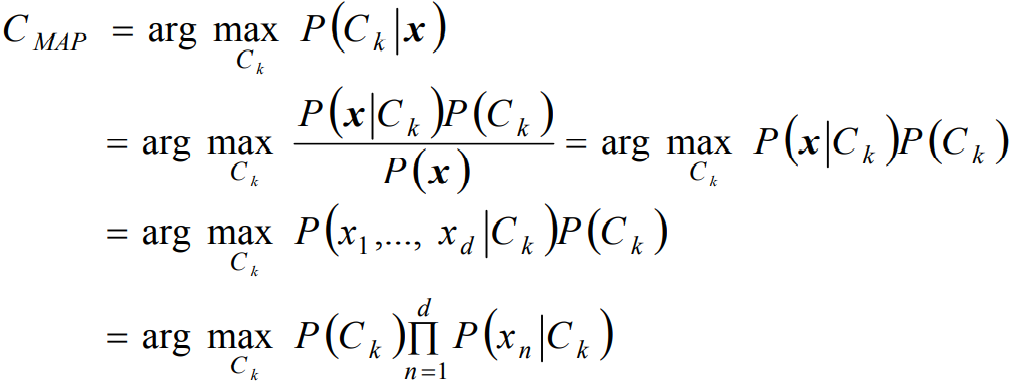 C_MAP = arg max_{C_k} P(C_k|x)
= arg max_{C_k} P(x|C_k)P(C_k) / P(x) = arg max_{C_k} P(x|C_k)P(C_k)
= arg max_{C_k} P(x_1,..., x_d|C_k)P(C_k)
= arg max_{C_k} P(C_k)∏_{n=1}^{d} P(x_n|C_k)